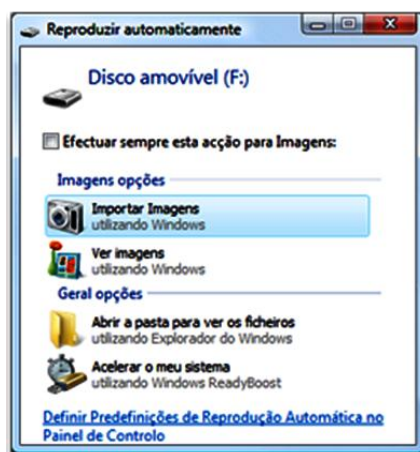 Reproduzir automaticamente
Disco amovível (F:)
Efectuar sempre esta acção para Imagens:
Imagens opções
Importar Imagens
utilizando Windows
Ver imagens
utilizando Windows
Geral opções
Abrir a pasta para ver os ficheiros
utilizando Explorador do Windows
Acelerar o meu sistema
utilizando Windows ReadyBoost
Definir Predefinições de Reprodução Automática no
Painel de Controlo